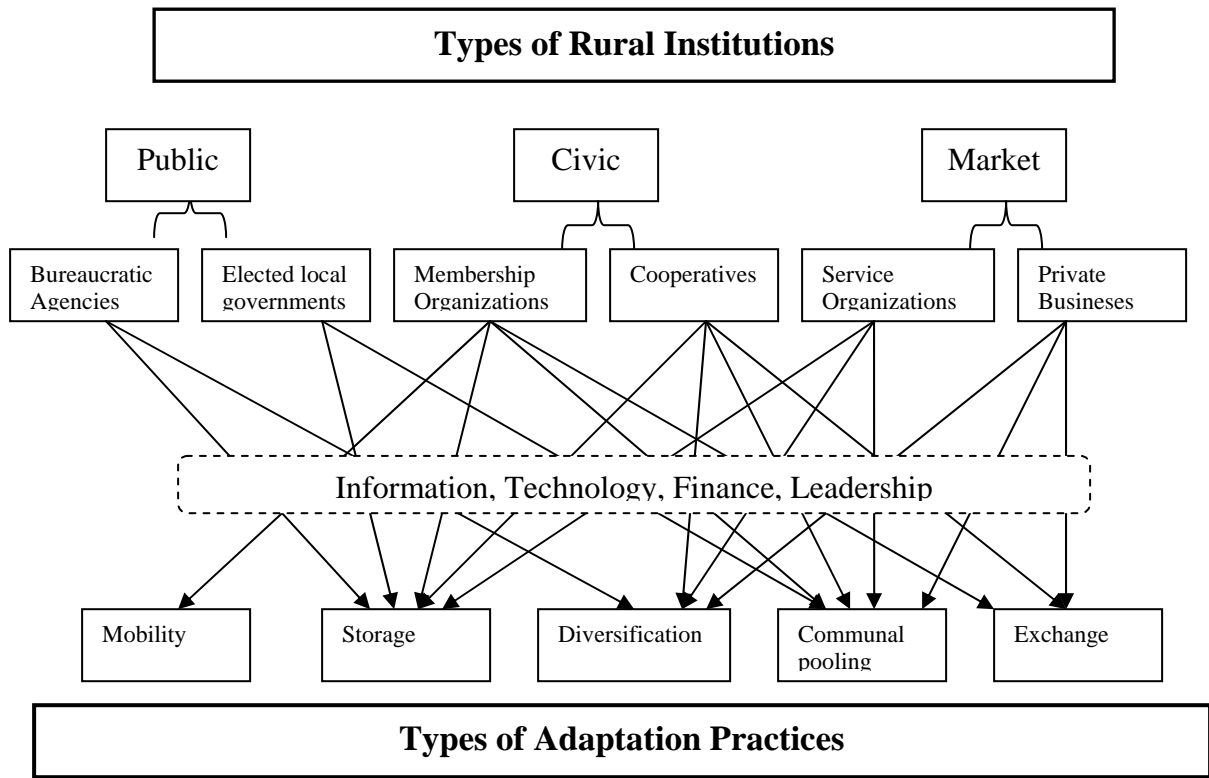 Types of Rural Institutions
Public
Civic
Market
Bureaucratic
Agencies
Elected local
governments
Membership
Organizations
Cooperatives
Service
Organizations
Private
Busineses
Information, Technology, Finance, Leadership
Mobility
Storage
Diversification
Communal
pooling
Exchange
Types of Adaptation Practices